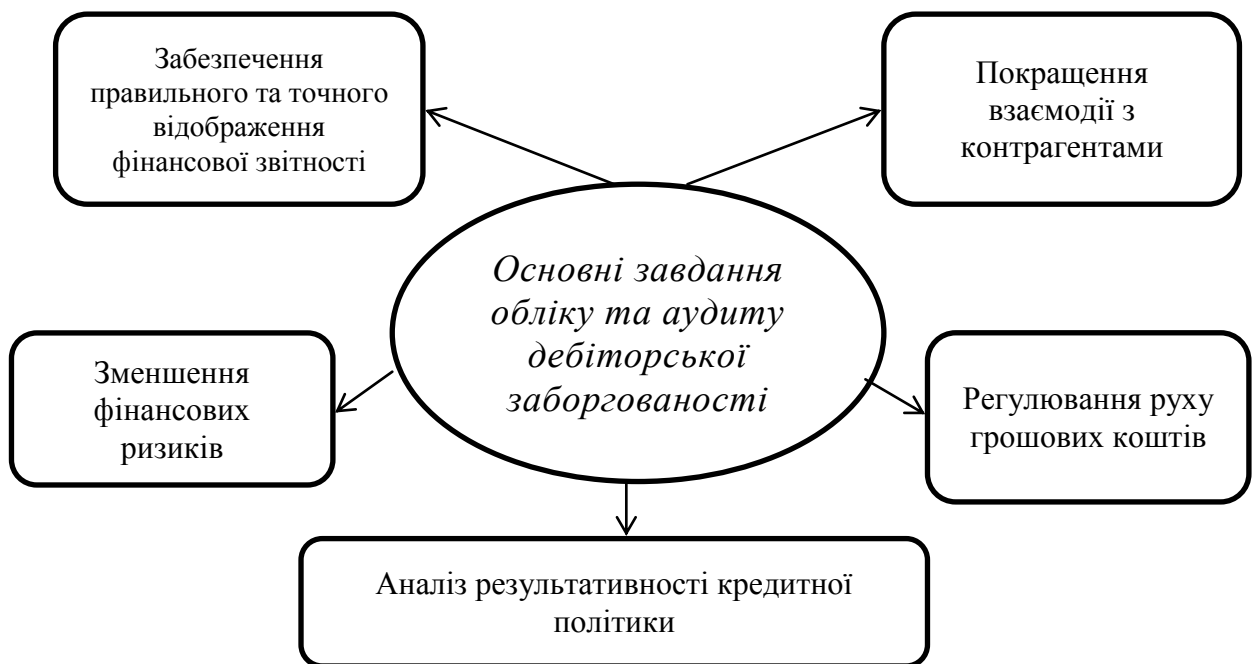 Забезпечення
правильного та точного
відображення
фінансової звітності
Покращення
взаємодії з
контрагентами
Основні завдання
обліку та аудиту
дебіторської
заборгованості
Зменшення
фінансових
ризиків
Регулювання руху
грошових коштів
Аналіз результативності кредитної
політики